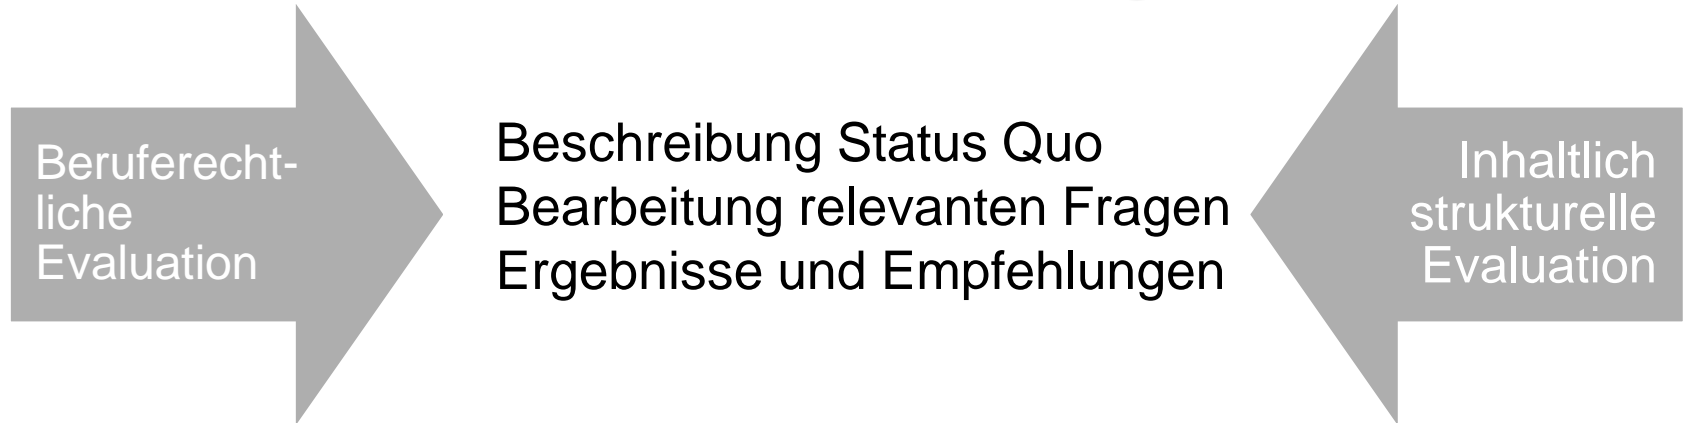 Beruferecht-
liche
Evaluation
Beschreibung Status Quo
Bearbeitung relevanten Fragen
Ergebnisse und Empfehlungen
Inhaltlich
strukturelle
Evaluation